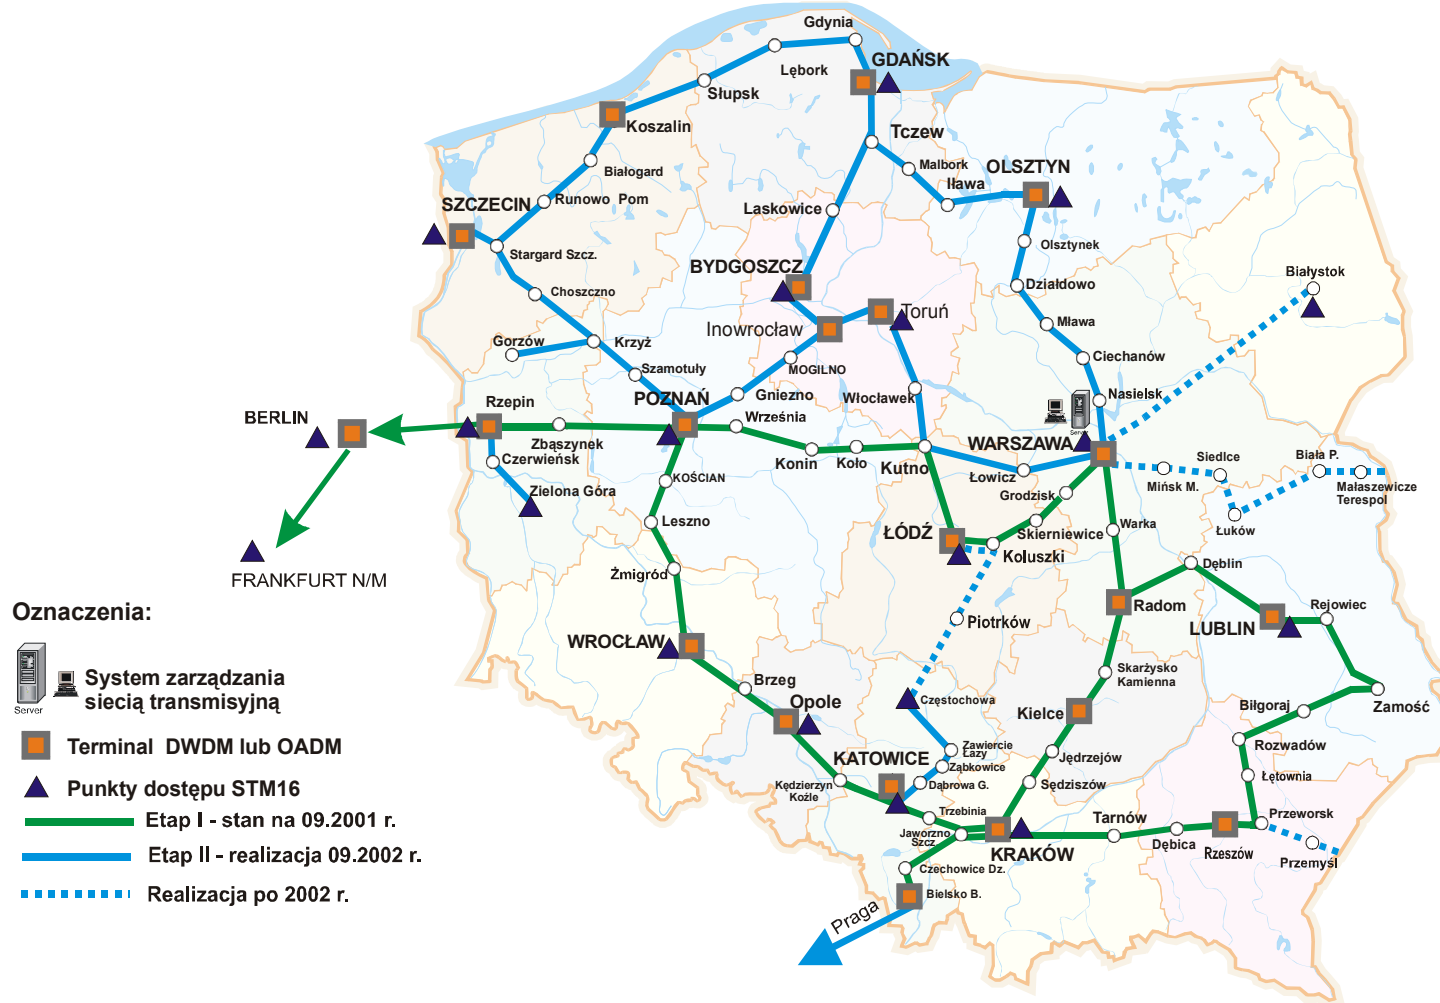 Gdynia
GDAŃSK
Lębork
Słupsk
Koszalin
Tczew
Malbork
OLSZTYN
Iława
Białogard
Runowo Pom
SZCZECIN
Laskowice
Stargard Szcz.
Olsztynek
BYDGOSZCZ
Białystok
Choszczno
Działdowo
Toruń
Inowrocław
Mława
Gorzów
Krzyż
Ciechanów
Szamotuły
MOGILNO
Nasielsk
Gniezno
Włocławek
Rzepin
POZNAŃ
Września
BERLIN
Server
WARSZAWA
Zbąszynek
Czerwieńsk
Konin
Koło
Kutno
Łowicz
Siedlce
Biała P.
KOŚCIAN
Mińsk M.
Małaszewicze
Terespol
Zielona Góra
Grodzisk
Leszno
Łuków
ŁÓDŹ
Skierniewice
Warka
Koluszki
Dęblin
Żmigród
FRANKFURT N/M
Radom
Rejowiec
Piotrków
LUBLIN
WROCŁAW
Skarżysko
Kamienna
Brzeg
Opole
Częstochowa
Kielce
Biłgoraj
Zamość
Zawiercie
Łazy
Rozwadów
KATOWICE
Ząbkowice
Jędrzejów
Łętownia
Kędzierzyn
Koźle
Dąbrowa G.
Sędziszów
Trzebinia
Tarnów
Przeworsk
Jaworzno
Szcz.
KRAKÓW
Dębica
Rzeszów
Przemyśl
Czechowice Dz.
Bielsko B.
Praga
Oznaczenia:
Server
System zarządzania
siecią transmisyjną
Terminal DWDM lub OADM
Punkty dostępu STM16
Etap I - stan na 09.2001 r.
Etap II - realizacja 09.2002 r.
Realizacja po 2002 r.